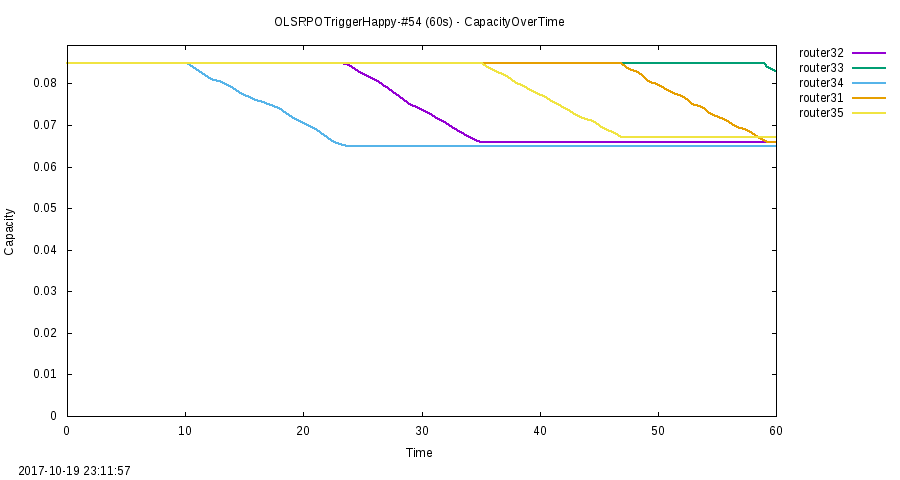 OLSRPOTriggerHappy-#54 (60s) - CapacityOverTime
router32
router33
router34
router31
router35
0.08
0.07
0.06
0.05
0.04
0.03
0.02
0.01
0
Capacity
0 10 20 30 40 50 60
Time
2017-10-19 23:11:57